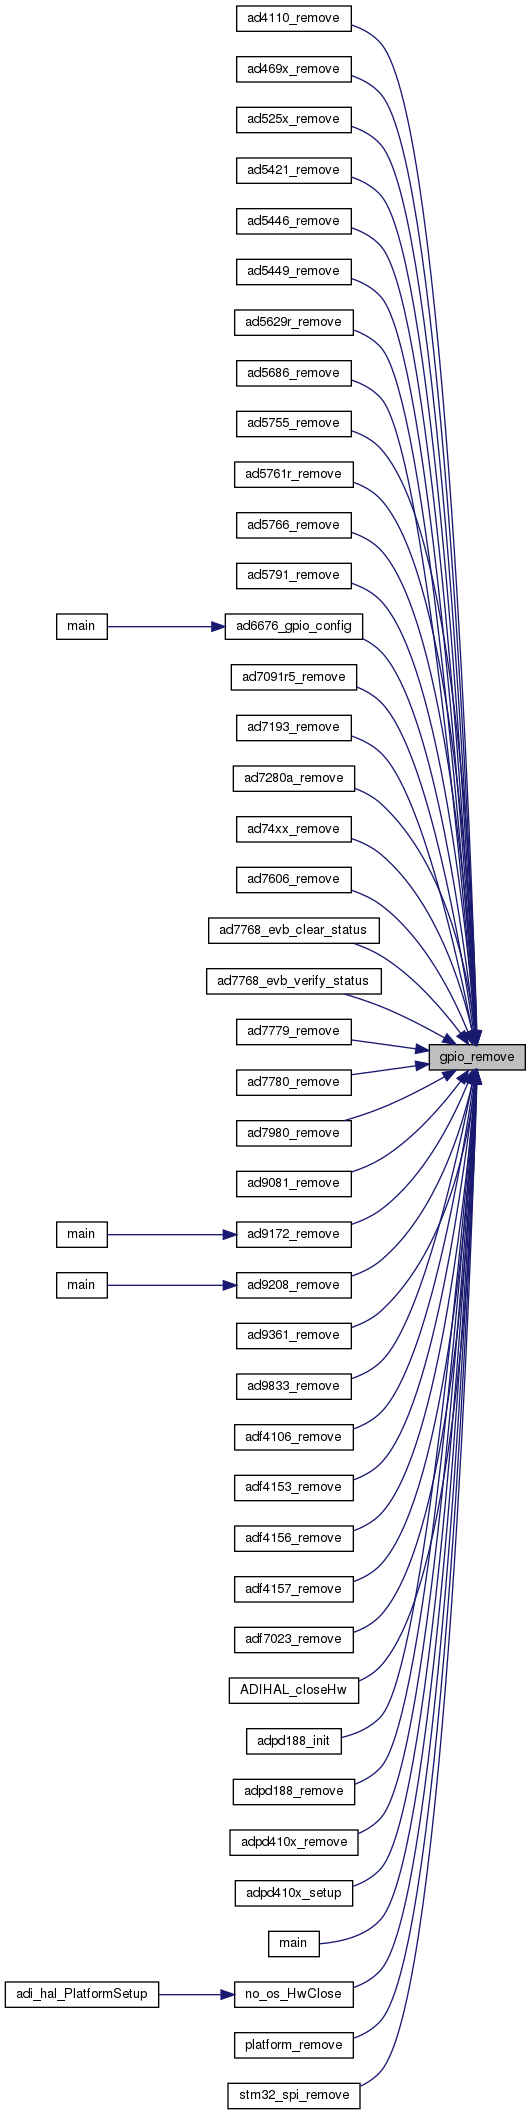 ad4110_remove
ad469x_remove
ad525x_remove
ad5421_remove
ad5446_remove
ad5449_remove
ad5629r_remove
ad5686_remove
ad5755_remove
ad5761r_remove
ad5766_remove
ad5791_remove
main
ad6676_gpio_config
ad7091r5_remove
ad7193_remove
ad7280a_remove
ad74xx_remove
ad7606_remove
ad7768_evb_clear_status
ad7768_evb_verify_status
ad7779_remove
gpio_remove
ad7780_remove
ad7980_remove
ad9081_remove
main
ad9172_remove
main
ad9208_remove
ad9361_remove
ad9833_remove
adf4106_remove
adf4153_remove
adf4156_remove
adf4157_remove
adf7023_remove
ADIHAL_closeHw
adpd188_init
adpd188_remove
adpd410x_remove
adpd410x_setup
main
adi_hal_PlatformSetup
no_os_HwClose
platform_remove
stm32_spi_remove